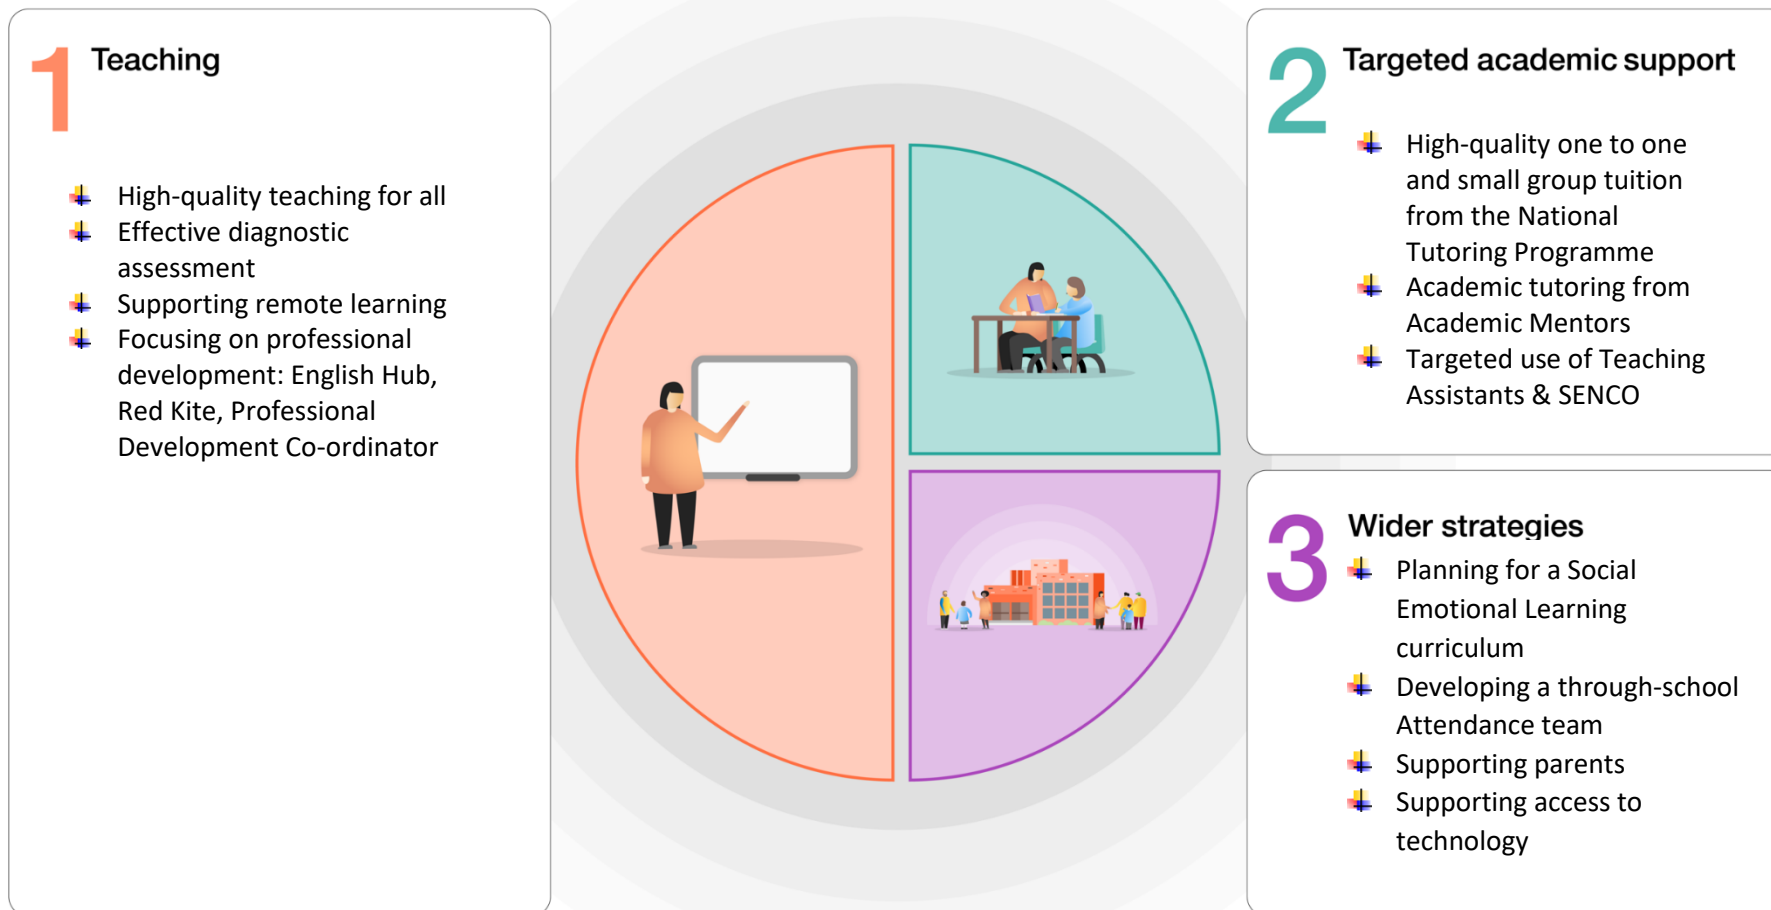 1 Teaching
High-quality teaching for all
Effective diagnostic
assessment
Supporting remote learning
Focusing on professional
development: English Hub,
Red Kite, Professional
Development Co-ordinator
2 Targeted academic support
High-quality one to one
and small group tuition
from the National
Tutoring Programme
Academic tutoring from
Academic Mentors
Targeted use of Teaching
Assistants & SENCO
3 Wider strategies
Planning for a Social
Emotional Learning
curriculum
Developing a through-school
Attendance team
Supporting parents
Supporting access to
technology